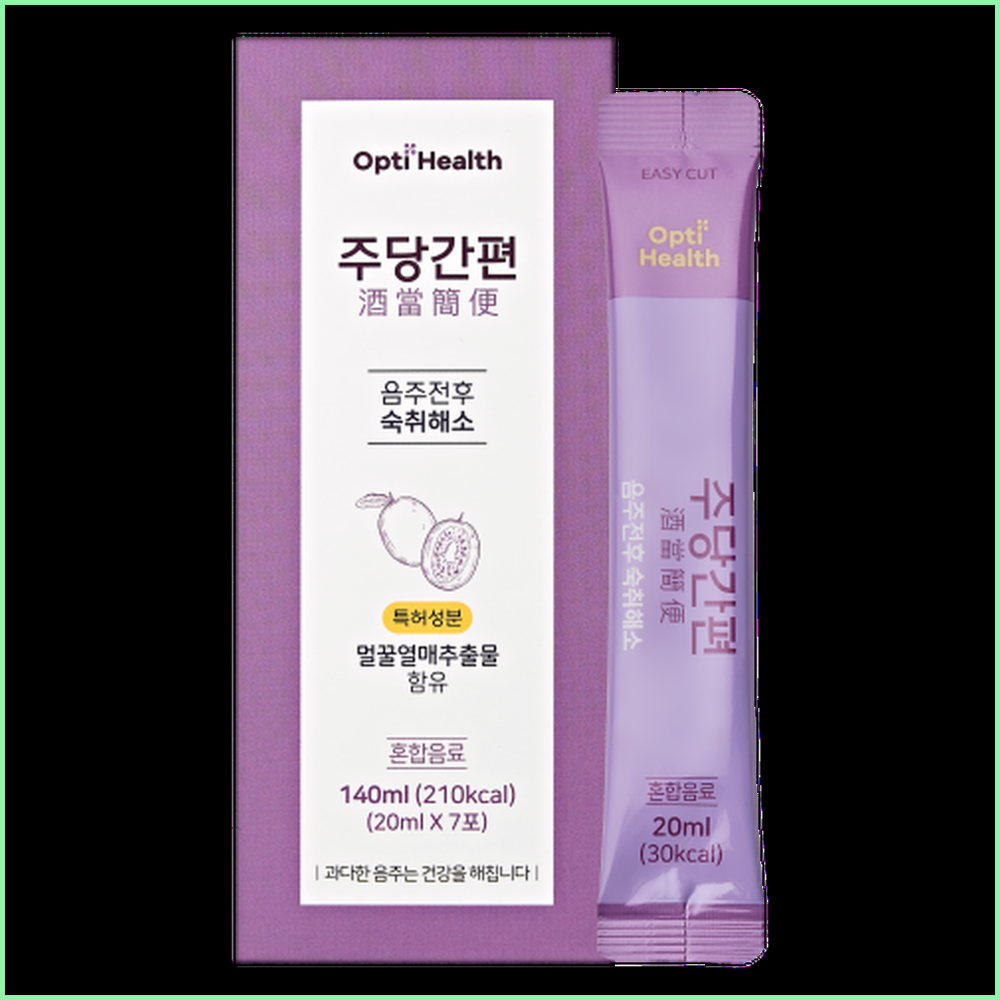 Opti Health
주당간편
酒當簡便
음주전후
숙취해소
특허성분
멀꿀열매추출물
함유
혼합음료
140ml (210kcal)
(20ml X 7포)
| 과다한 음주는 건강을 해칩니다 |
EASY CUT
Opti
Health
주당간편
酒當簡便
음주전후 숙취해소
혼합음료
20ml
(30kcal)